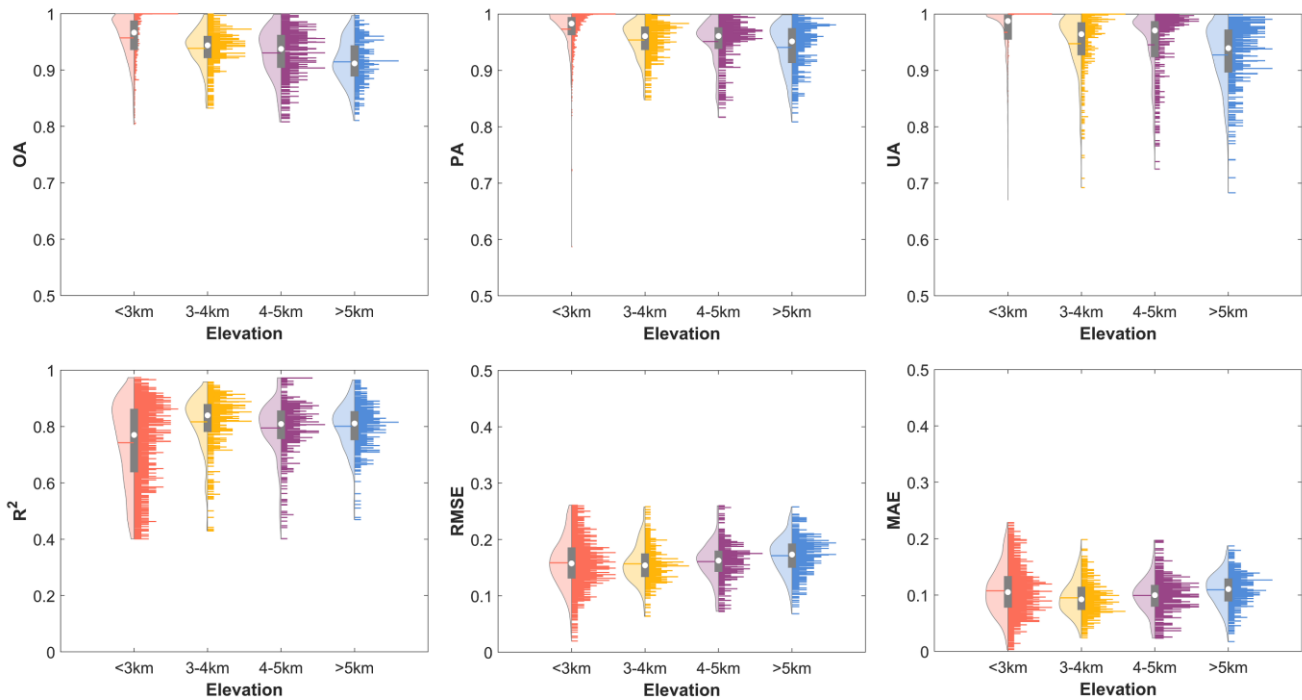 1
0.9
0.8
0.7
0.6
0.5
OA
<3km
3-4km
4-5km
>5km
Elevation
1
0.9
0.8
0.7
0.6
0.5
PA
<3km
3-4km
4-5km
>5km
Elevation
1
0.9
0.8
0.7
0.6
0.5
UA
<3km
3-4km
4-5km
>5km
Elevation
1
0.8
0.6
0.4
0.2
0
R²
<3km
3-4km
4-5km
>5km
Elevation
0.5
0.4
0.3
0.2
0.1
0
RMSE
<3km
3-4km
4-5km
>5km
Elevation
0.5
0.4
0.3
0.2
0.1
0
MAE
<3km
3-4km
4-5km
>5km
Elevation